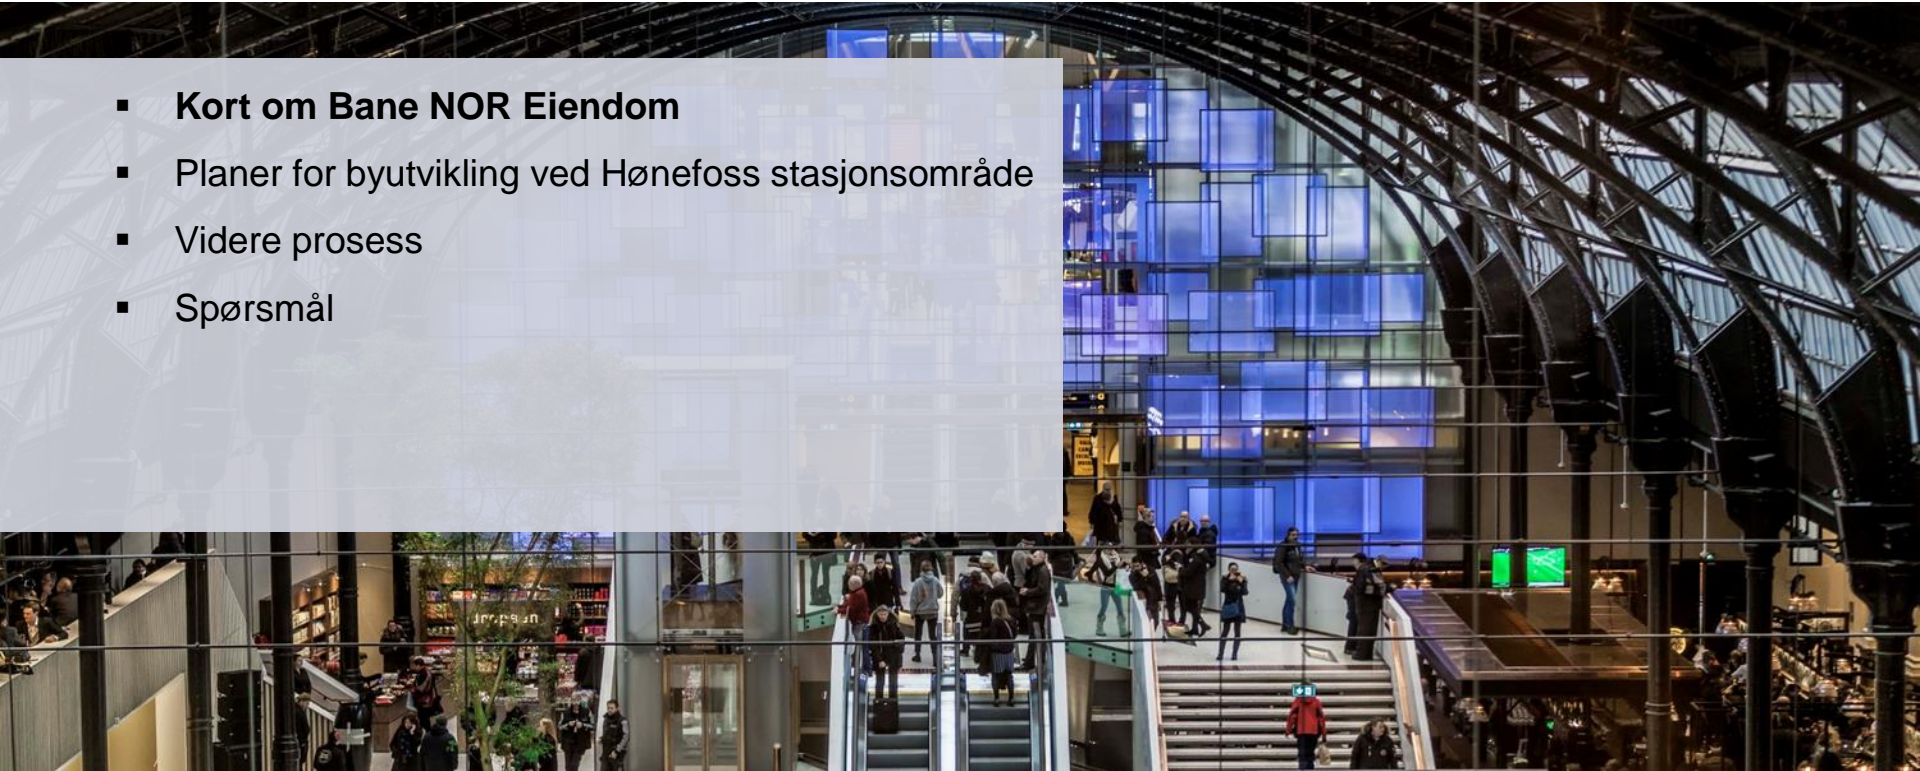 ▪ Kort om Bane NOR Eiendom
▪ Planer for byutvikling ved Hønefoss stasjonsområde
▪ Videre prosess
▪ Spørsmål